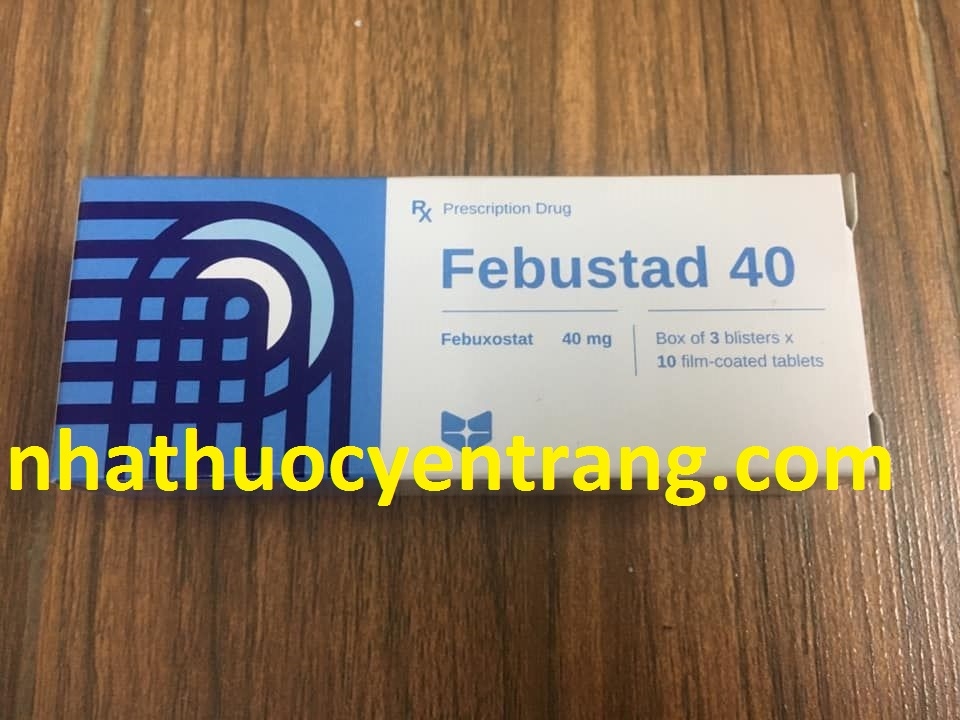 Rx Prescription Drug
Febustad 40
Febuxostat 40 mg
Box of 3 blisters x
10 film-coated tablets
nhathuocyentrang.com